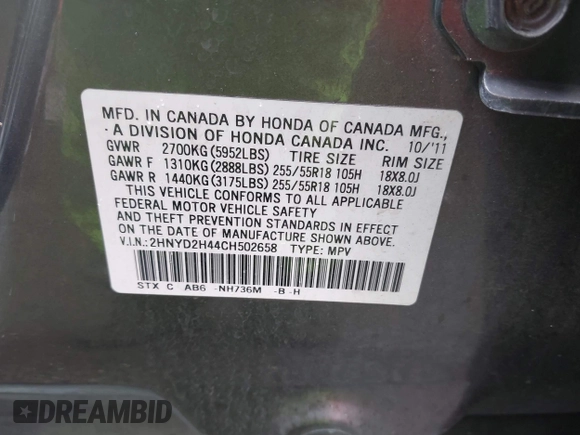 MFD. IN CANADA BY HONDA OF CANADA MFG.,
A DIVISION OF HONDA CANADA INC. 10/'11
GVWR 2700KG(5952LBS) TIRE SIZE RIM SIZE
GAWR F 1310KG(2888LBS) 255/55R18 105H 18X8.0J
GAWR R 1440KG(3175LBS) 255/55R18 105H 18X8.0J
THIS VEHICLE CONFORMS TO ALL APPLICABLE
FEDERAL MOTOR VEHICLE SAFETY
AND THEFT PREVENTION STANDARDS IN EFFECT
ON THE DATE OF MANUFACTURE SHOWN ABOVE.
V.I.N.: 2HNYD2H44CH502658 TYPE: MPV
STX C AB6 -NH736M -B -H
DREAMBID